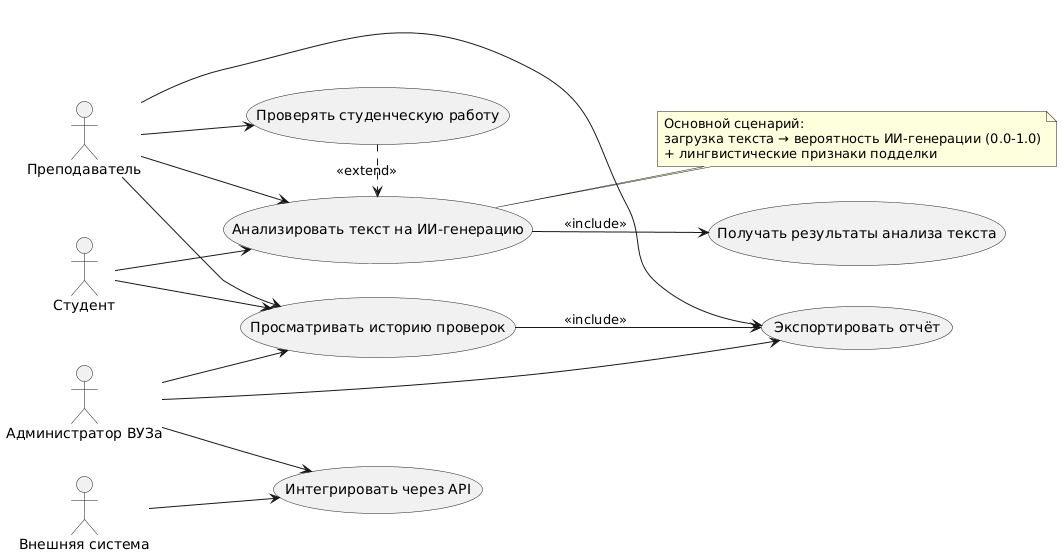 Проверять студенческую работу
Основной сценарий:
загрузка текста → вероятность ИИ-генерации (0.0-1.0)
+ лингвистические признаки подделки
Преподаватель
«extend»
Анализировать текст на ИИ-генерацию
«include»
Получать результаты анализа текста
Студент
Просматривать историю проверок
«include»
Экспортировать отчёт
Администратор ВУЗа
Интегрировать через API
Внешняя система